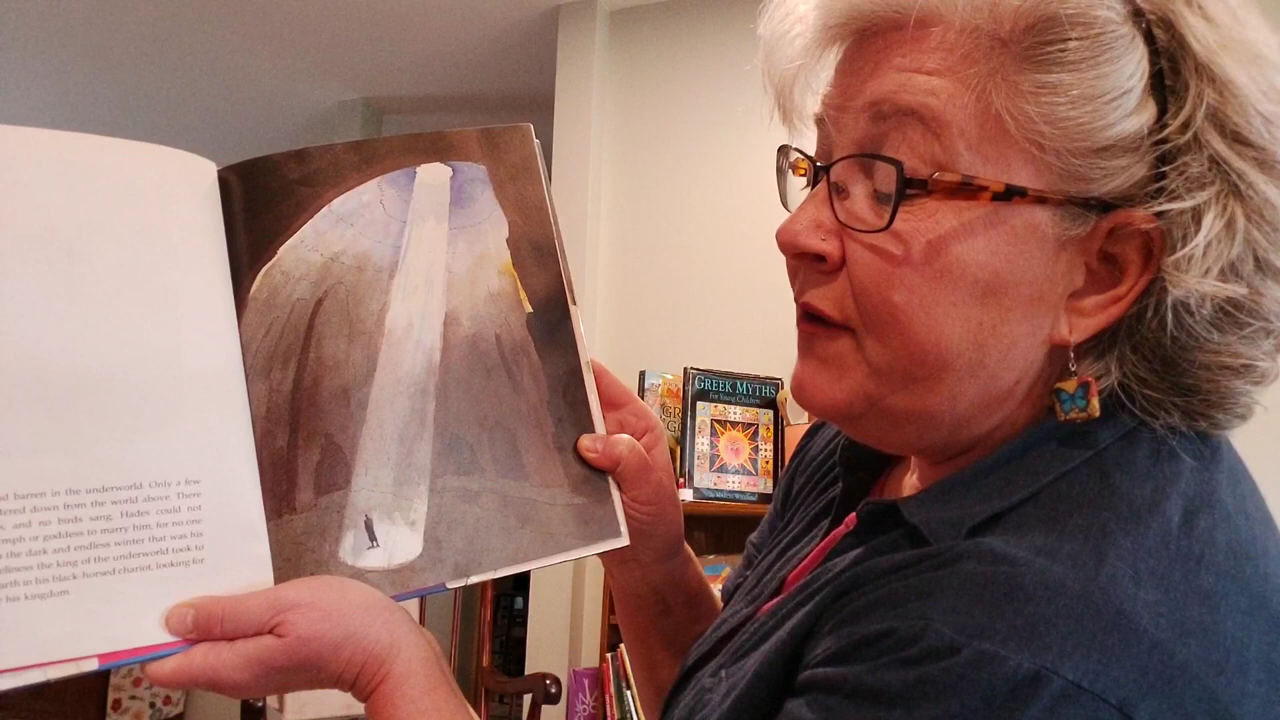 d barren in the underworld. Only a few
tered down from the world above. There
s, and no birds sang. Hades could not
mph or goddess to marry him, for no one
the dark and endless winter that was his
eliness the king of the underworld took to
arth in his black-horsed chariot, looking for
his kingdom.
GREEK MYTHS
For Young Children
GR
GO